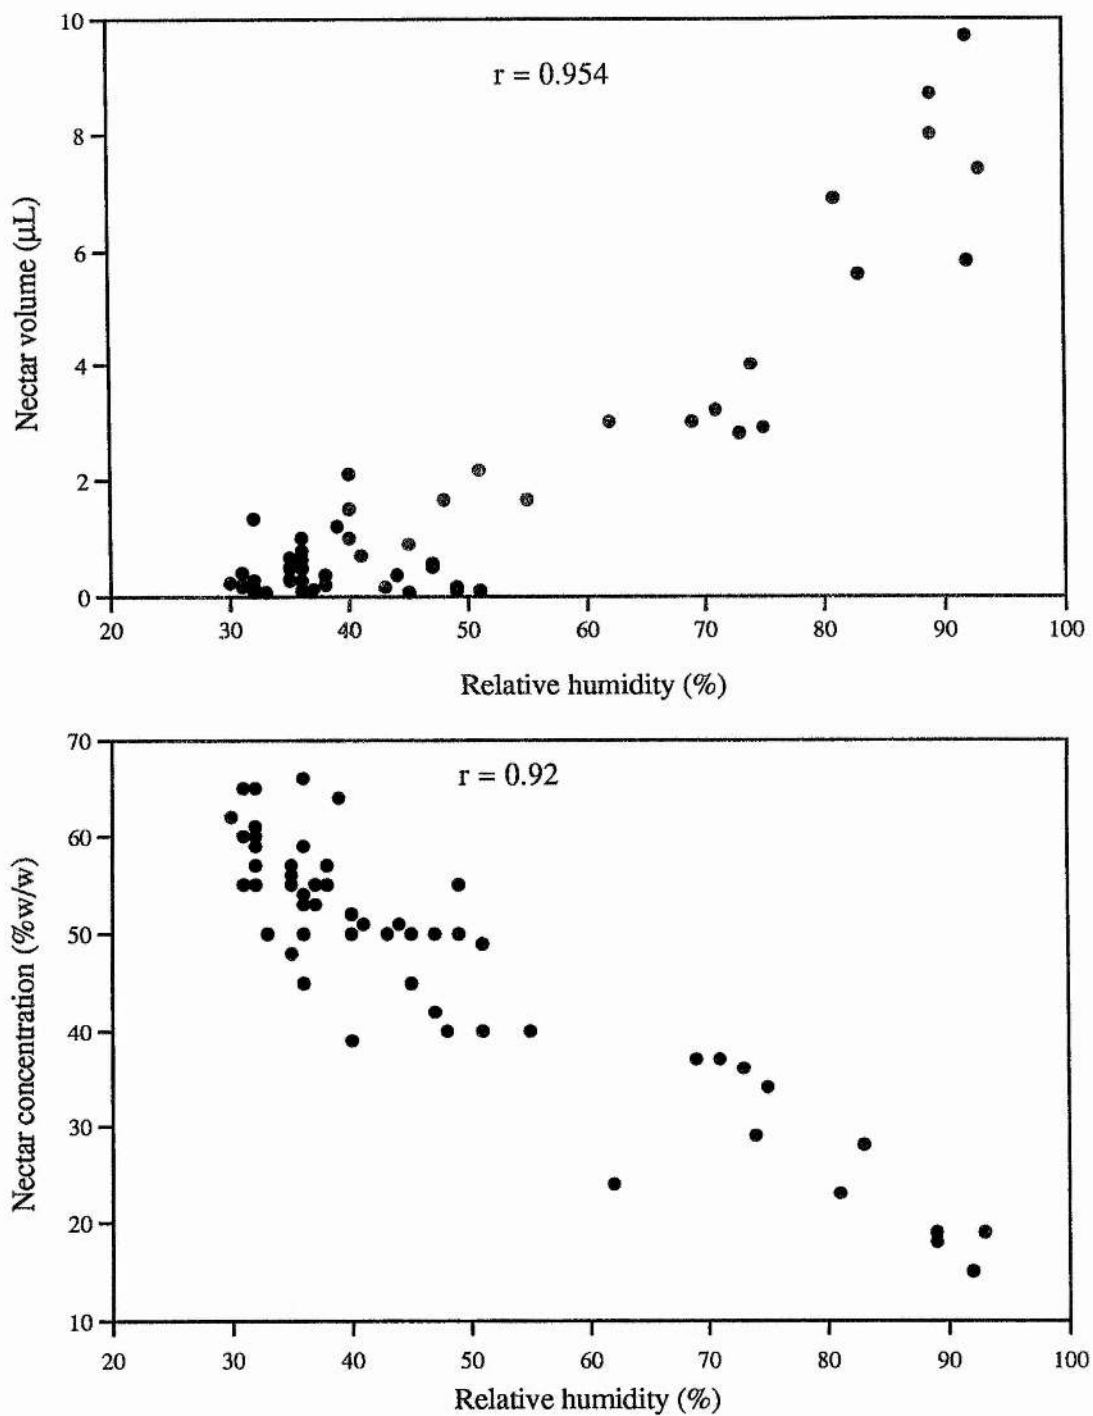 10
r = 0.954
8
6
4
2
0
Nectar volume (µL)
20 30 40 50 60 70 80 90 100
Relative humidity (%)
70
r = 0.92
60
50
40
30
20
10
Nectar concentration (%w/w)
20 30 40 50 60 70 80 90 100
Relative humidity (%)